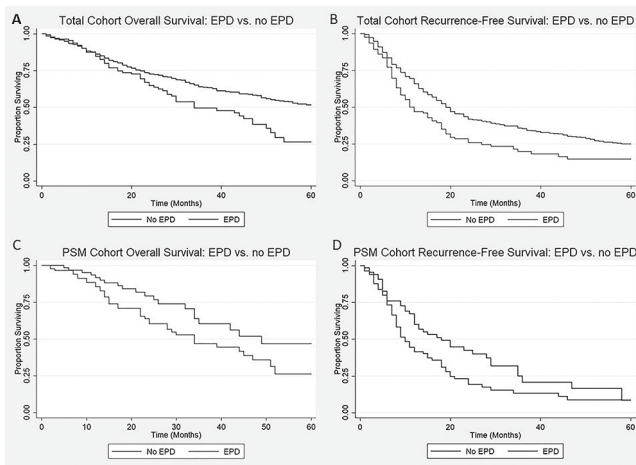 A
Total Cohort Overall Survival: EPD vs. no EPD
Proportion Surviving
1.00
0.75
0.50
0.25
0.00
0
20
40
60
Time (Months)
No EPD EPD
B
Total Cohort Recurrence-Free Survival: EPD vs. no EPD
Proportion Surviving
1.00
0.75
0.50
0.25
0.00
0
10
20
30
40
50
60
Time (Months)
No EPD EPD
C
PSM Cohort Overall Survival: EPD vs. no EPD
Proportion Surviving
1.00
0.75
0.50
0.25
0.00
0
10
20
30
40
50
60
Time (Months)
No EPD EPD
D
PSM Cohort Recurrence-Free Survival: EPD vs. no EPD
Proportion Surviving
1.00
0.75
0.50
0.25
0.00
0
20
40
60
Time (Months)
No EPD EPD